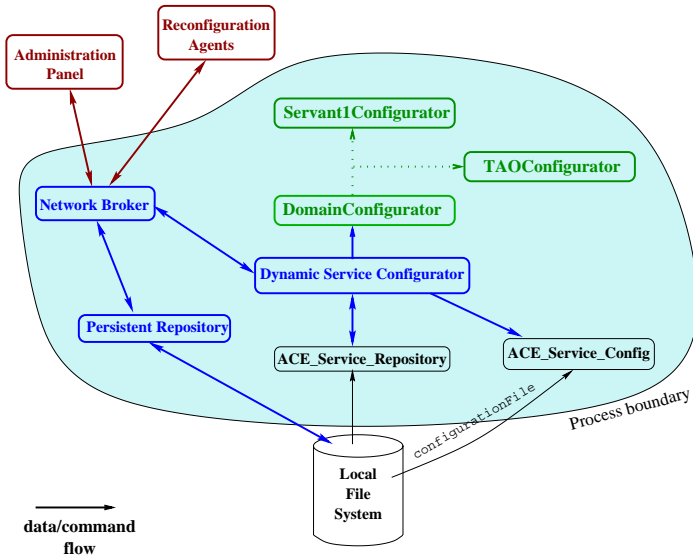 Reconfiguration
Agents
Administration
Panel
Servant1Configurator
TAOConfigurator
Network Broker
DomainConfigurator
Dynamic Service Configurator
Persistent Repository
ACE_Service_Repository
ACE_Service_Config
configurationFile
Process boundary
Local
File
System
data/command
flow